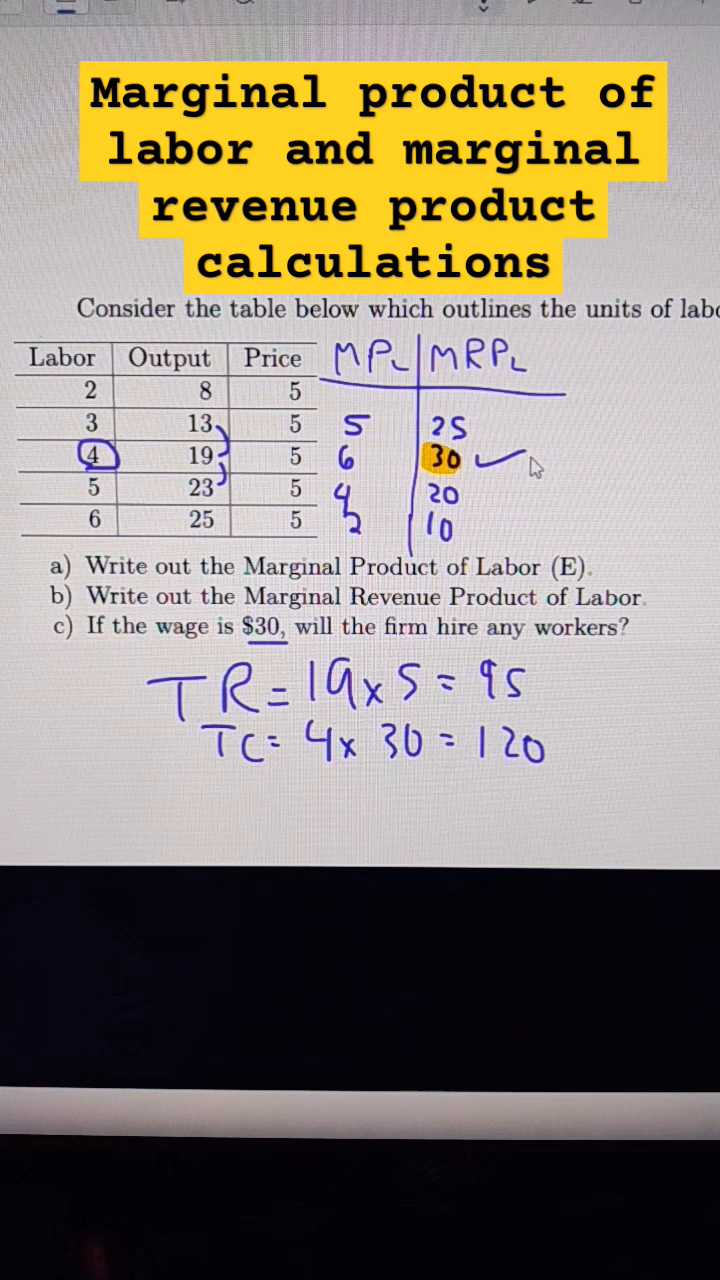 Marginal product of
labor and marginal
revenue product
calculations
Consider the table below which outlines the units of labo
Labor Output Price MPL MRPL
2 8 5
3 13 5 5 25
4 19 5 6 30
5 23 5 4 20
6 25 5 2 10
a) Write out the Marginal Product of Labor (E).
b) Write out the Marginal Revenue Product of Labor.
c) If the wage is $30, will the firm hire any workers?
TR = 19 x 5 = 95
TC = 4 x 30 = 120